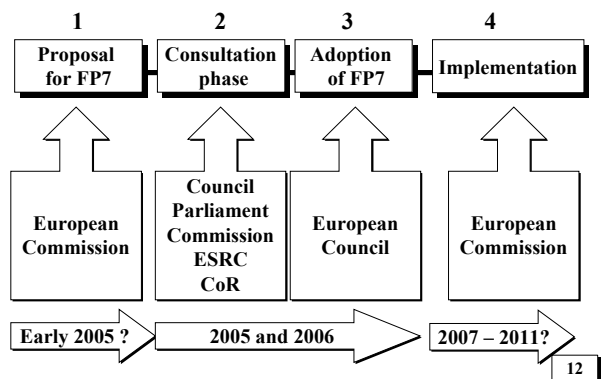 1
2
3
4
Proposal
for FP7
Consultation
phase
Adoption
of FP7
Implementation
European
Commission
Council
Parliament
Commission
ESRC
CoR
European
Council
European
Commission
Early 2005 ?
2005 and 2006
2007 – 2011?
12